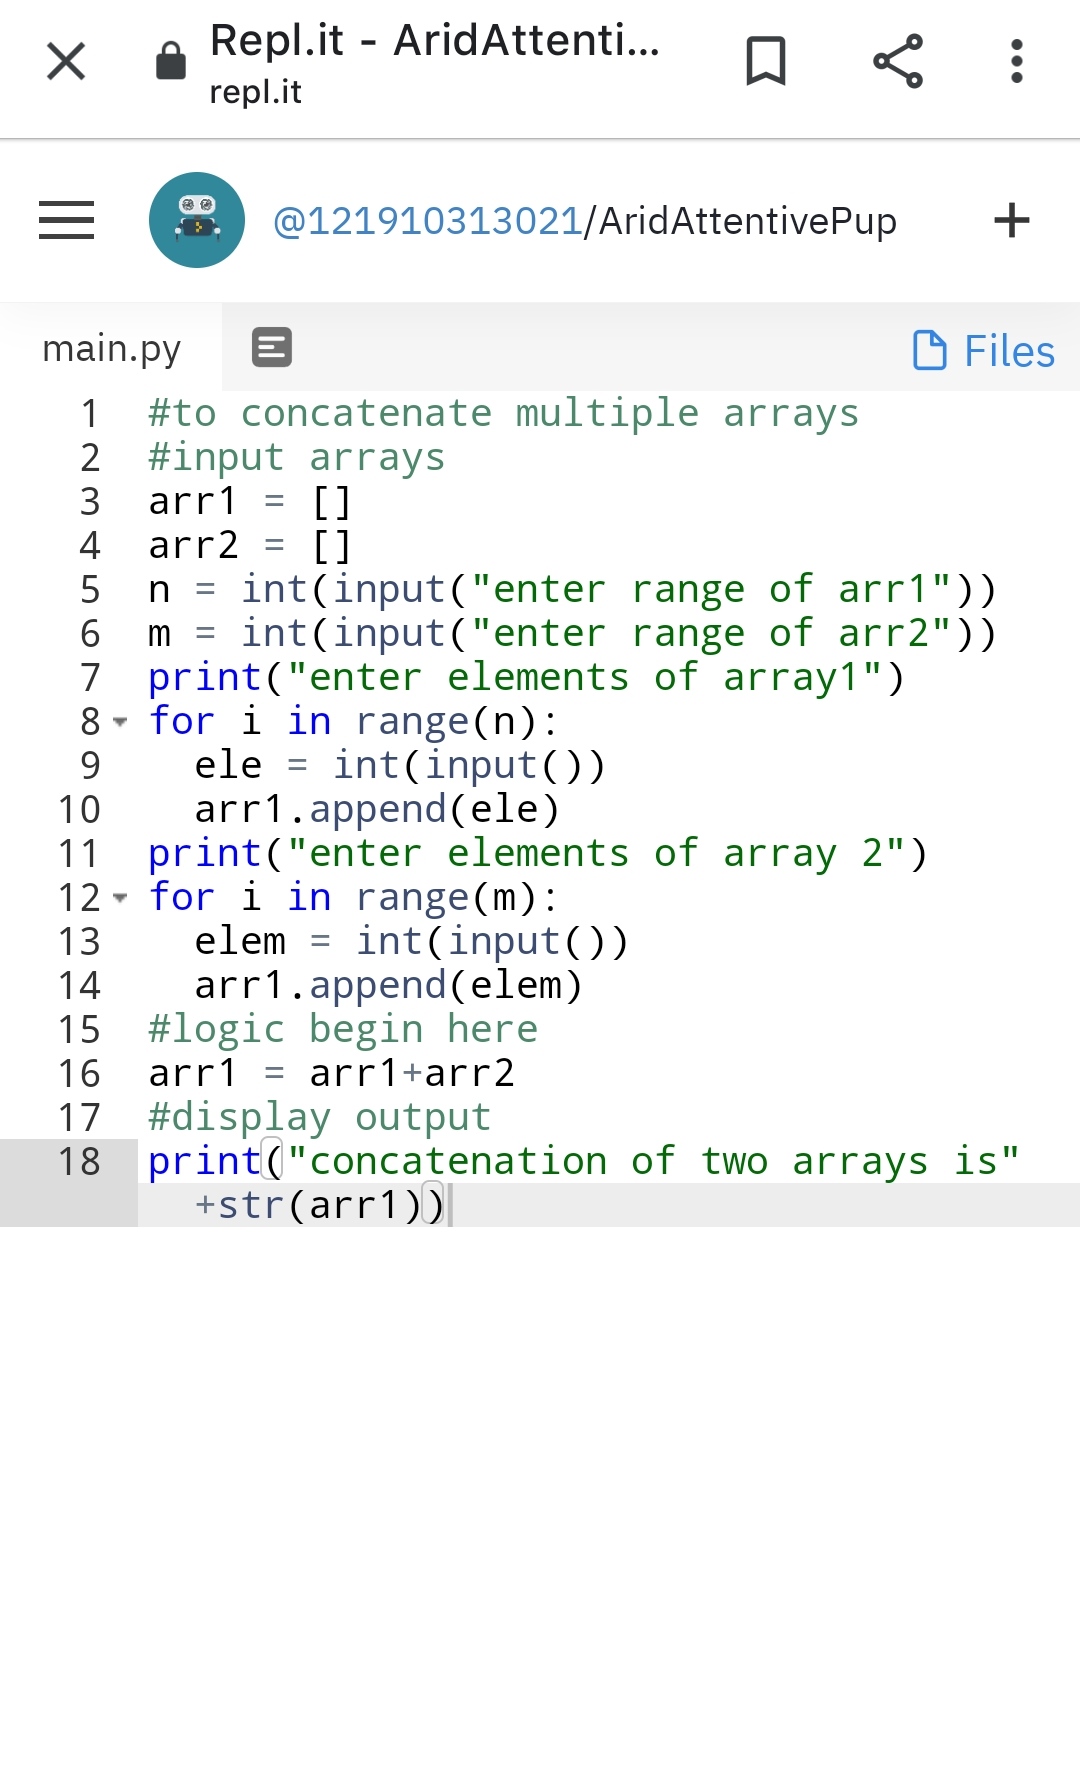 Repl.it - AridAttenti...
repl.it
@121910313021/AridAttentivePup
main.py
Files
1 #to concatenate multiple arrays
2 #input arrays
3 arr1 = []
4 arr2 = []
5 n = int(input("enter range of arr1"))
6 m = int(input("enter range of arr2"))
7 print("enter elements of array1")
8 for i in range(n):
9   ele = int(input())
10   arr1.append(ele)
11 print("enter elements of array 2")
12 for i in range(m):
13   elem = int(input())
14   arr1.append(elem)
15 #logic begin here
16 arr1 = arr1+arr2
17 #display output
18 print("concatenation of two arrays is"
  +str(arr1))